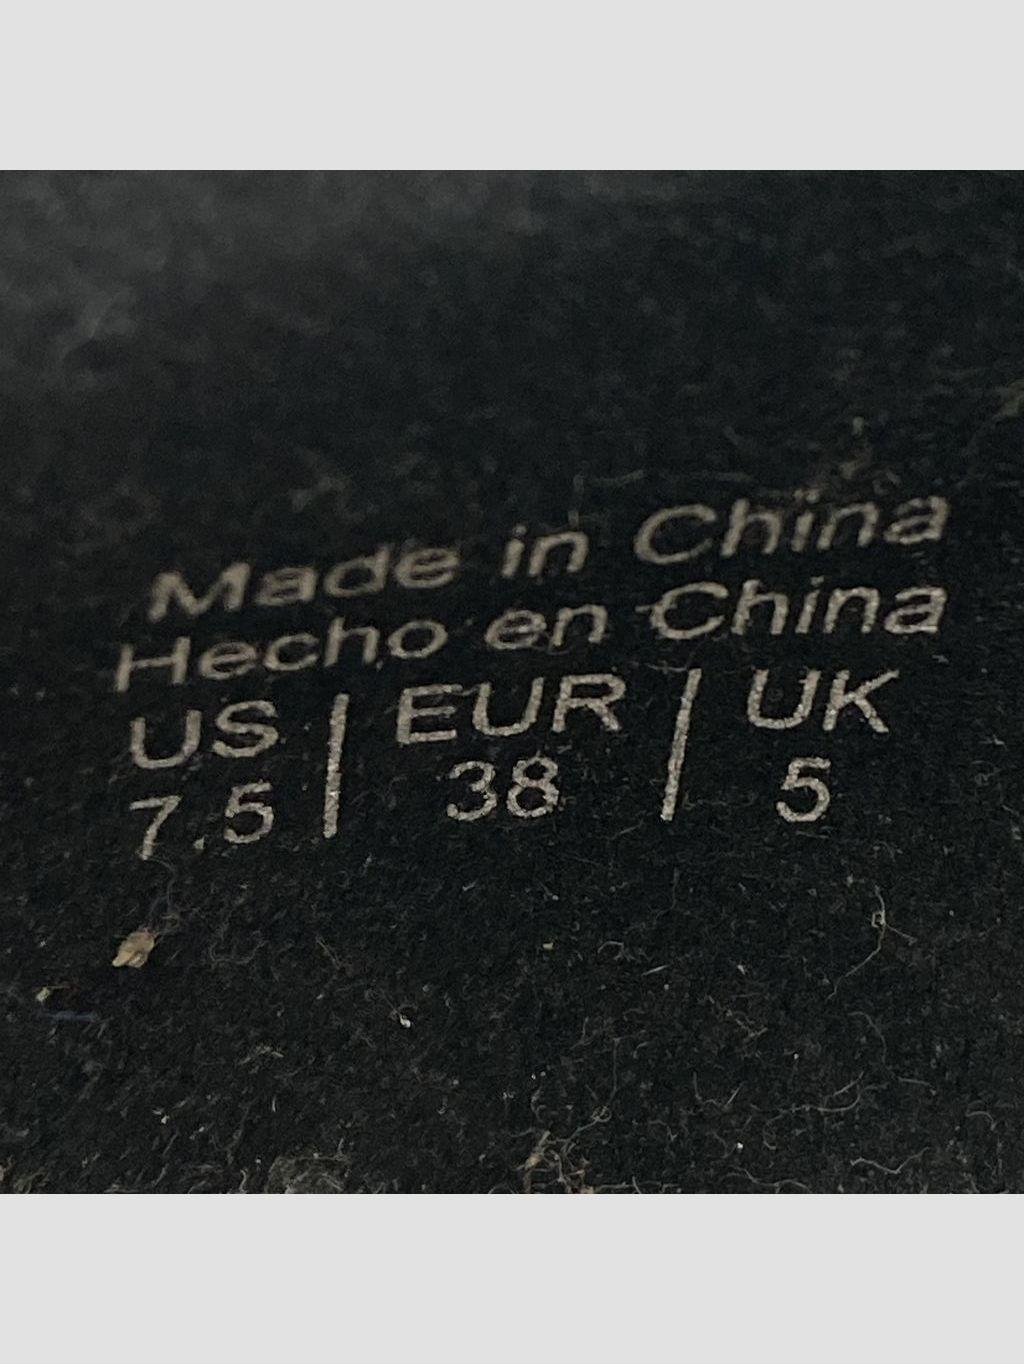 Made in China
Hecho en China
US | EUR | UK
7.5 | 38 | 5